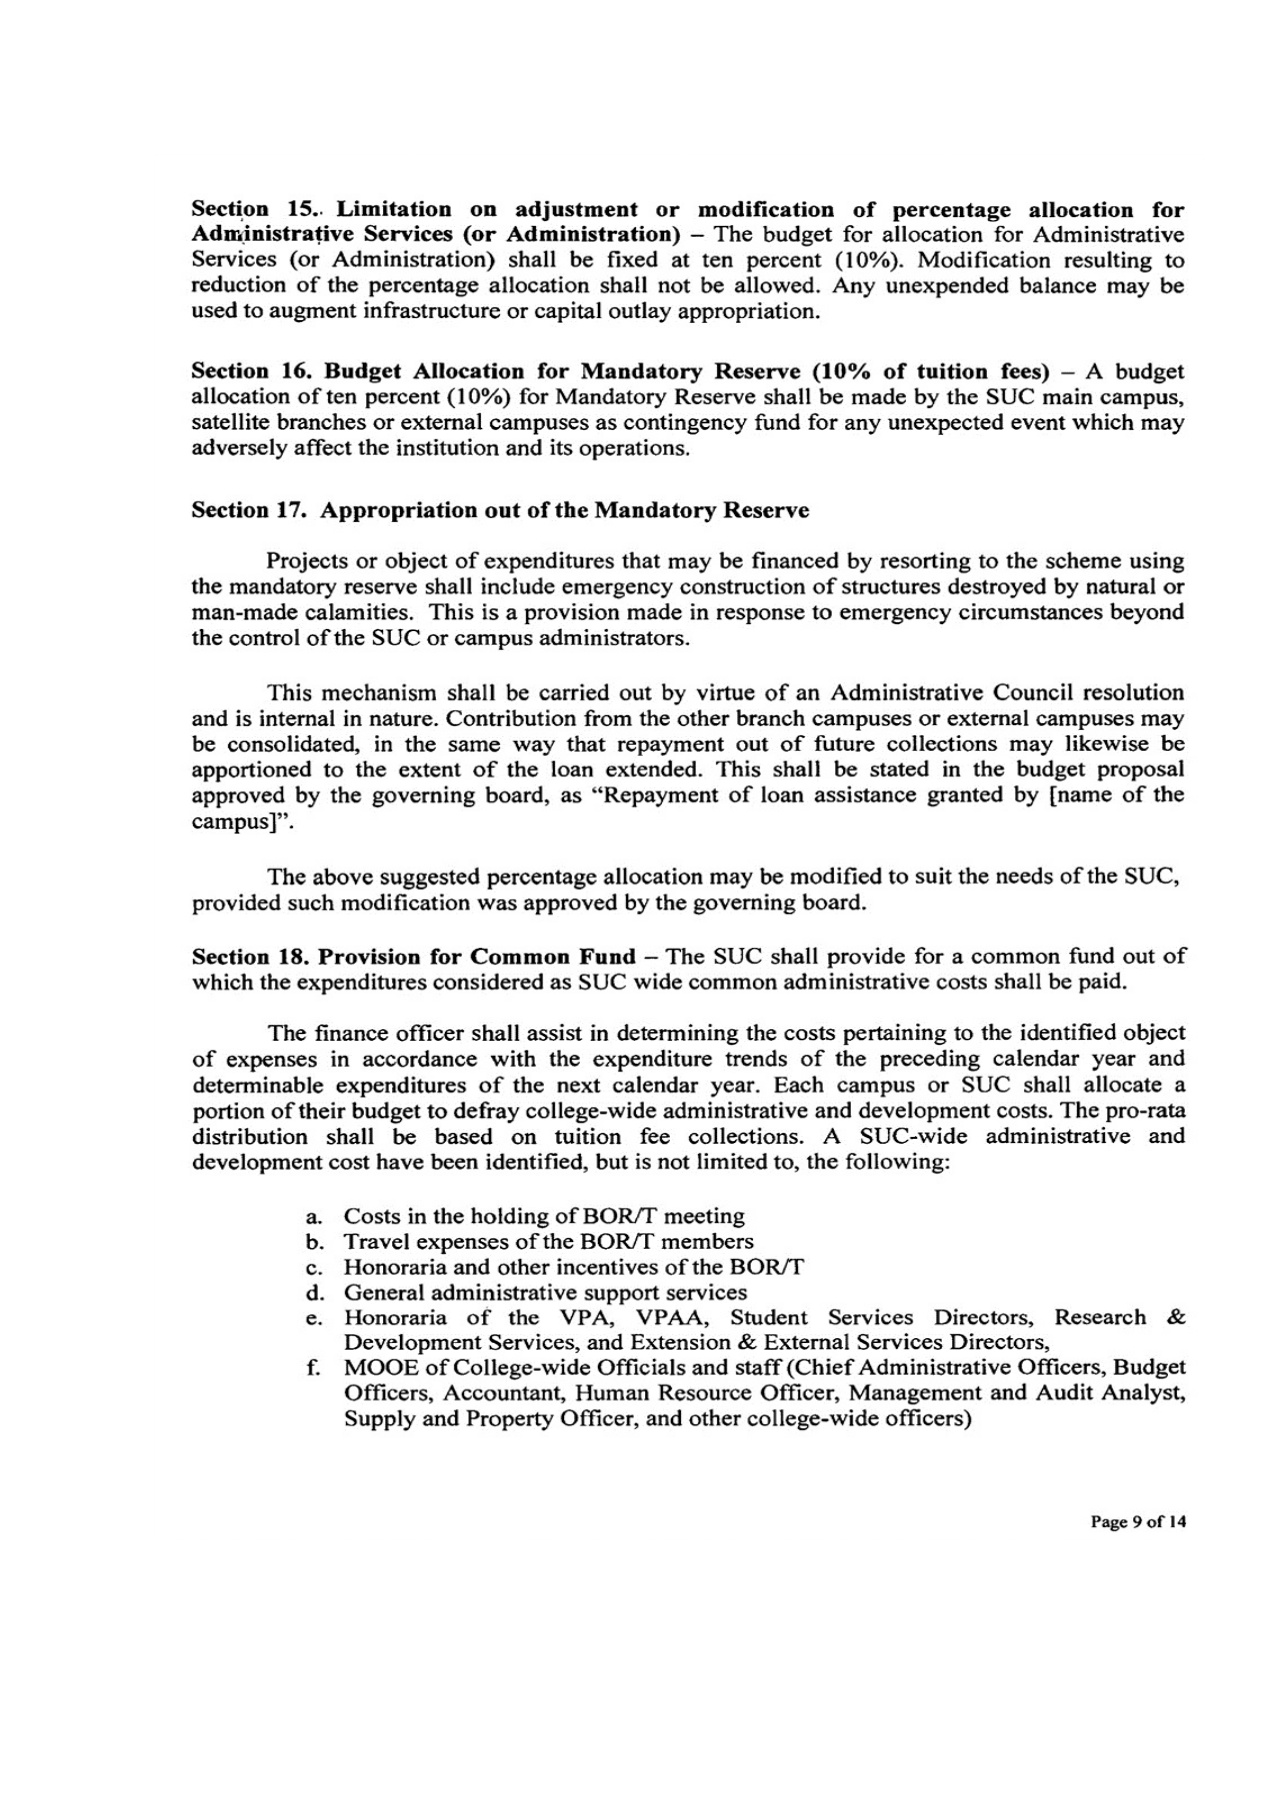 Section 15.. Limitation on adjustment or modification of percentage allocation for
Administrative Services (or Administration) – The budget for allocation for Administrative
Services (or Administration) shall be fixed at ten percent (10%). Modification resulting to
reduction of the percentage allocation shall not be allowed. Any unexpended balance may be
used to augment infrastructure or capital outlay appropriation.
Section 16. Budget Allocation for Mandatory Reserve (10% of tuition fees) – A budget
allocation of ten percent (10%) for Mandatory Reserve shall be made by the SUC main campus,
satellite branches or external campuses as contingency fund for any unexpected event which may
adversely affect the institution and its operations.
Section 17. Appropriation out of the Mandatory Reserve
Projects or object of expenditures that may be financed by resorting to the scheme using
the mandatory reserve shall include emergency construction of structures destroyed by natural or
man-made calamities. This is a provision made in response to emergency circumstances beyond
the control of the SUC or campus administrators.
This mechanism shall be carried out by virtue of an Administrative Council resolution
and is internal in nature. Contribution from the other branch campuses or external campuses may
be consolidated, in the same way that repayment out of future collections may likewise be
apportioned to the extent of the loan extended. This shall be stated in the budget proposal
approved by the governing board, as “Repayment of loan assistance granted by [name of the
campus]”.
The above suggested percentage allocation may be modified to suit the needs of the SUC,
provided such modification was approved by the governing board.
Section 18. Provision for Common Fund – The SUC shall provide for a common fund out of
which the expenditures considered as SUC wide common administrative costs shall be paid.
The finance officer shall assist in determining the costs pertaining to the identified object
of expenses in accordance with the expenditure trends of the preceding calendar year and
determinable expenditures of the next calendar year. Each campus or SUC shall allocate a
portion of their budget to defray college-wide administrative and development costs. The pro-rata
distribution shall be based on tuition fee collections. A SUC-wide administrative and
development cost have been identified, but is not limited to, the following:
a. Costs in the holding of BOR/T meeting
b. Travel expenses of the BOR/T members
c. Honoraria and other incentives of the BOR/T
d. General administrative support services
e. Honoraria of the VPA, VPAA, Student Services Directors, Research &
Development Services, and Extension & External Services Directors,
f. MOOE of College-wide Officials and staff (Chief Administrative Officers, Budget
Officers, Accountant, Human Resource Officer, Management and Audit Analyst,
Supply and Property Officer, and other college-wide officers)
Page 9 of 14